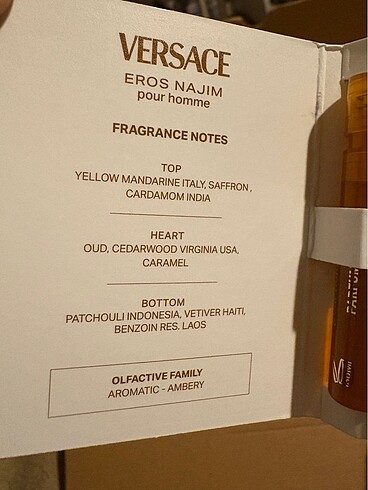 VERSACE
EROS NAJIM
pour homme
FRAGRANCE NOTES
TOP
YELLOW MANDARINE ITALY, SAFFRON,
CARDAMOM INDIA
HEART
OUD, CEDARWOOD VIRGINIA USA,
CARAMEL
BOTTOM
PATCHOULI INDONESIA, VETIVER HAITI,
BENZOIN RES. LAOS
OLFACTIVE FAMILY
AROMATIC - AMBERY
PARFUM